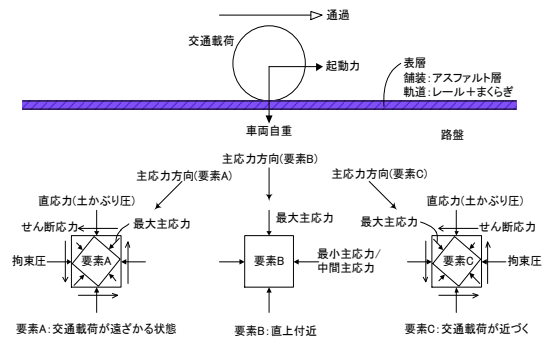 通過
交通載荷
起動力
表層
舗装：アスファルト層
軌道：レール＋まくらぎ
車両自重
路盤
主応力方向(要素B)
主応力方向(要素A)
主応力方向(要素C)
直応力(土かぶり圧)
せん断応力
最大主応力
拘束圧
要素A
最大主応力
要素B
最小主応力/
中間主応力
直応力(土かぶり圧)
最大主応力
せん断応力
要素C
拘束圧
要素A：交通載荷が遠ざかる状態
要素B：直上付近
要素C：交通載荷が近づく